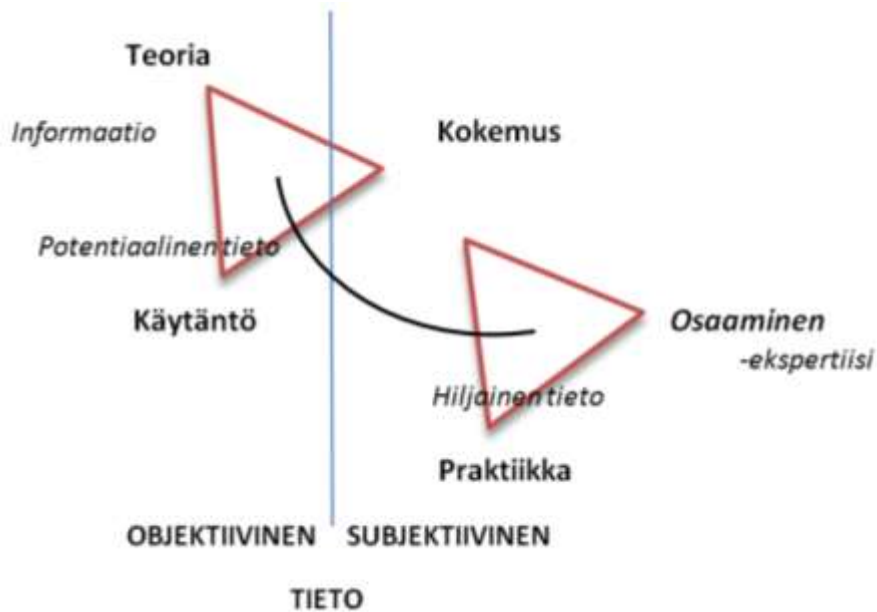 Teoria
Informaatio
Kokemus
Potentiaalinen tieto
Käytäntö
Osaaminen
-ekspertiisi
Hiljainen tieto
Praktiikka
OBJEKTIIVINEN SUBJEKTIIVINEN
TIETO